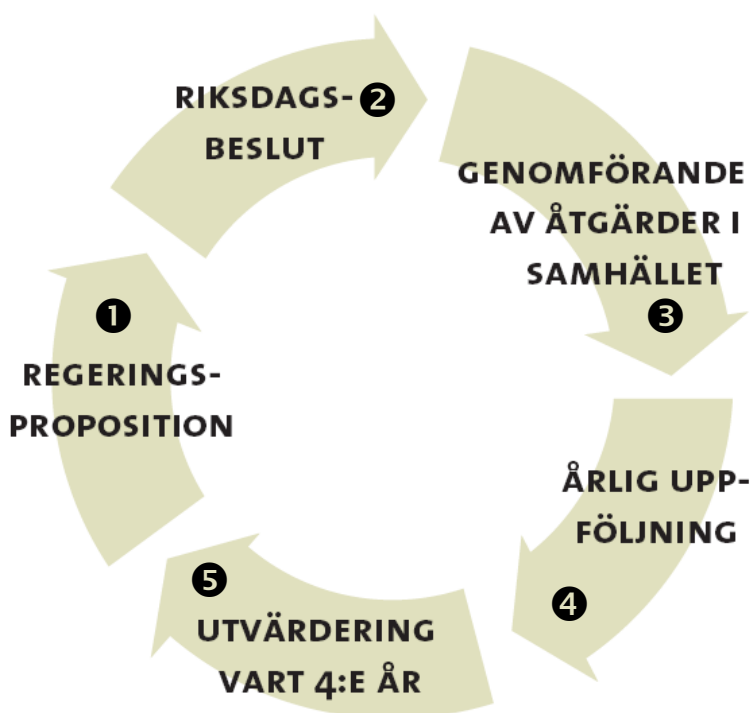 ❶
REGERINGS-
PROPOSITION
RIKSDAGS- ❷
BESLUT
GENOMFÖRANDE
AV ÅTGÄRDER I
SAMHÄLLET
❸
ÅRLIG UPP-
FÖLJNING
❹
❺
UTVÄRDERING
VART 4:E ÅR